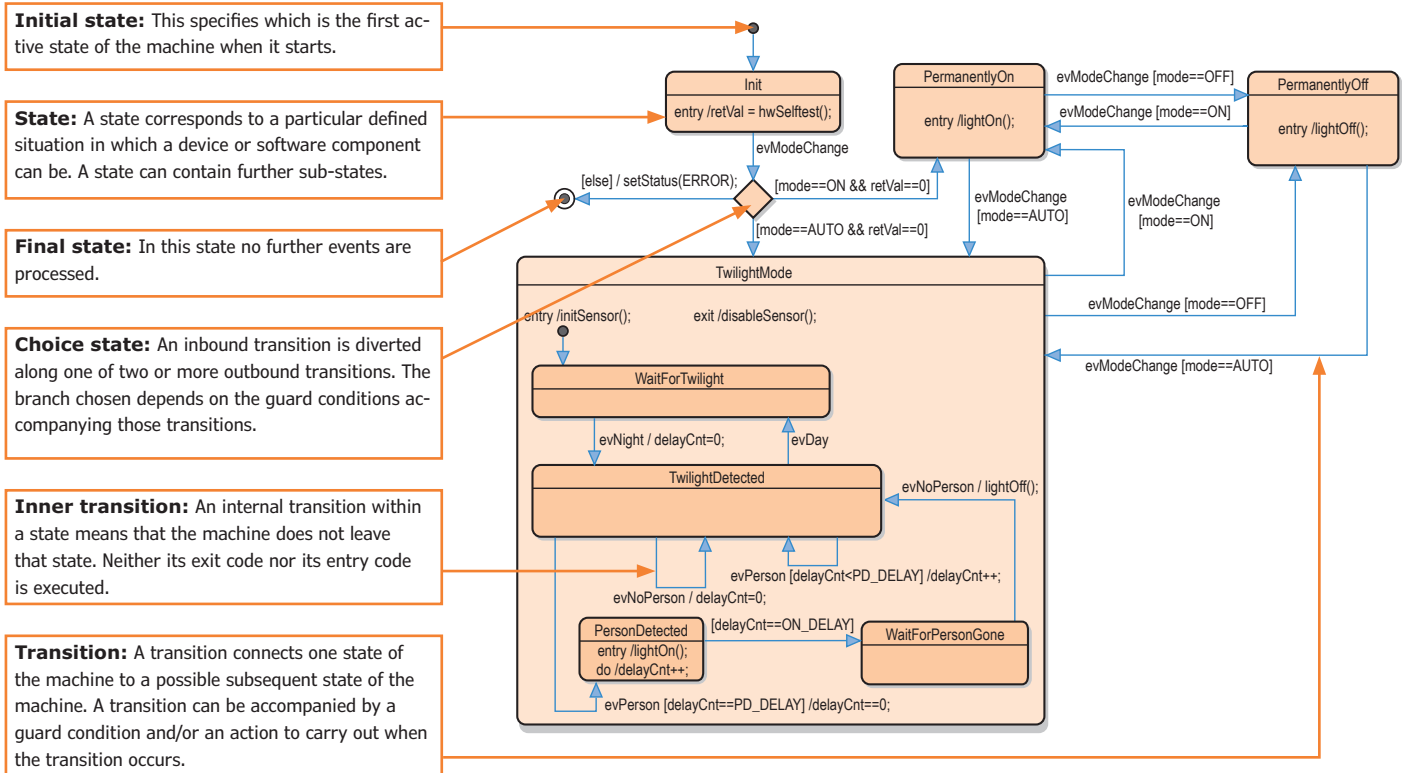 Initial state: This specifies which is the first ac-
tive state of the machine when it starts.
State: A state corresponds to a particular defined
situation in which a device or software component
can be. A state can contain further sub-states.
Final state: In this state no further events are
processed.
Choice state: An inbound transition is diverted
along one of two or more outbound transitions. The
branch chosen depends on the guard conditions ac-
companying those transitions.
Inner transition: An internal transition within
a state means that the machine does not leave
that state. Neither its exit code nor its entry code
is executed.
Transition: A transition connects one state of
the machine to a possible subsequent state of the
machine. A transition can be accompanied by a
guard condition and/or an action to carry out when
the transition occurs.
Init
entry /retVal = hwSelftest();
evModeChange
[else] / setStatus(ERROR);
[mode==ON && retVal==0]
[mode==AUTO && retVal==0]
PermanentlyOn
entry /lightOn();
evModeChange [mode==OFF]
evModeChange [mode==ON]
PermanentlyOff
entry /lightOff();
evModeChange
[mode==AUTO]
evModeChange
[mode==ON]
evModeChange [mode==OFF]
evModeChange [mode==AUTO]
TwilightMode
entry /initSensor();
exit /disableSensor();
WaitForTwilight
evNight / delayCnt=0;
evDay
TwilightDetected
evNoPerson / lightOff();
evPerson [delayCnt<PD_DELAY] /delayCnt++;
evNoPerson / delayCnt=0;
PersonDetected
entry /lightOn();
do /delayCnt++;
[delayCnt==ON_DELAY]
WaitForPersonGone
evPerson [delayCnt==PD_DELAY] /delayCnt==0;